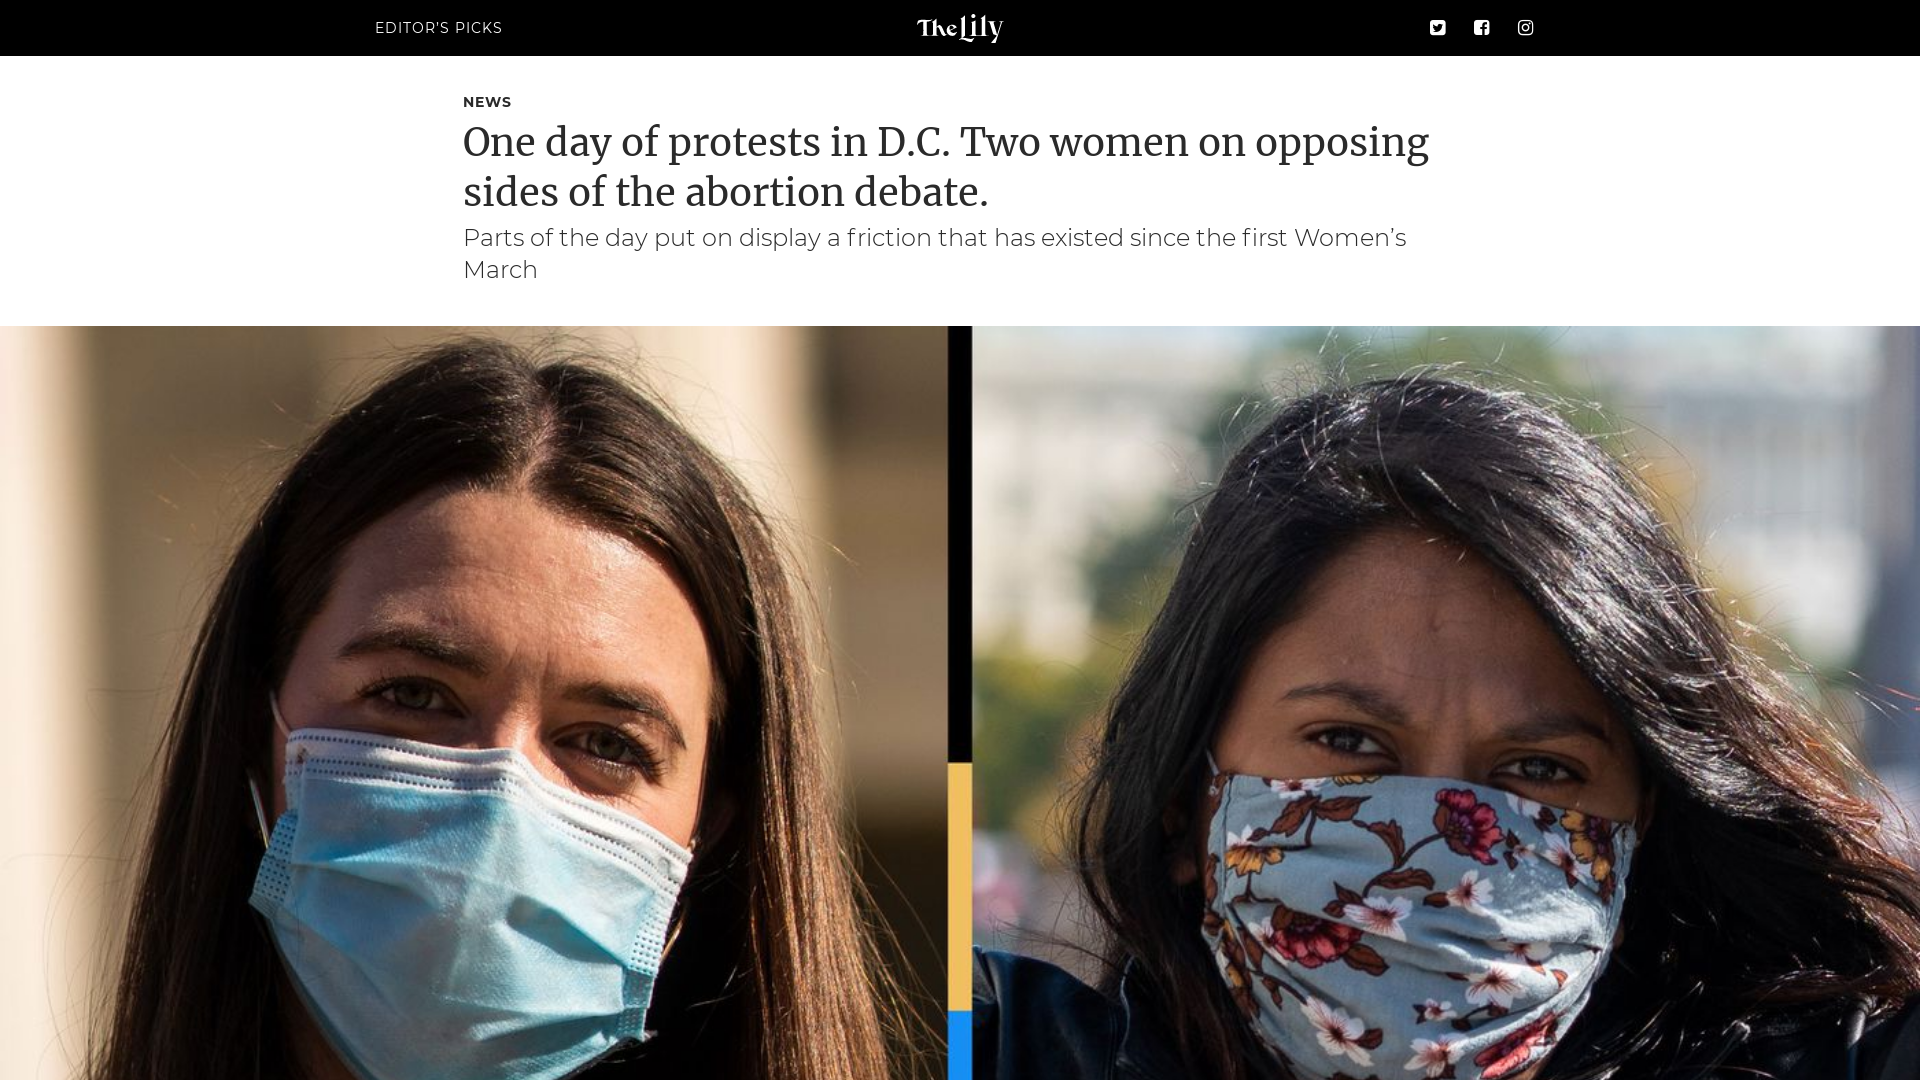 EDITOR'S PICKS
The Lily
NEWS
One day of protests in D.C. Two women on opposing
sides of the abortion debate.
Parts of the day put on display a friction that has existed since the first Women’s
March